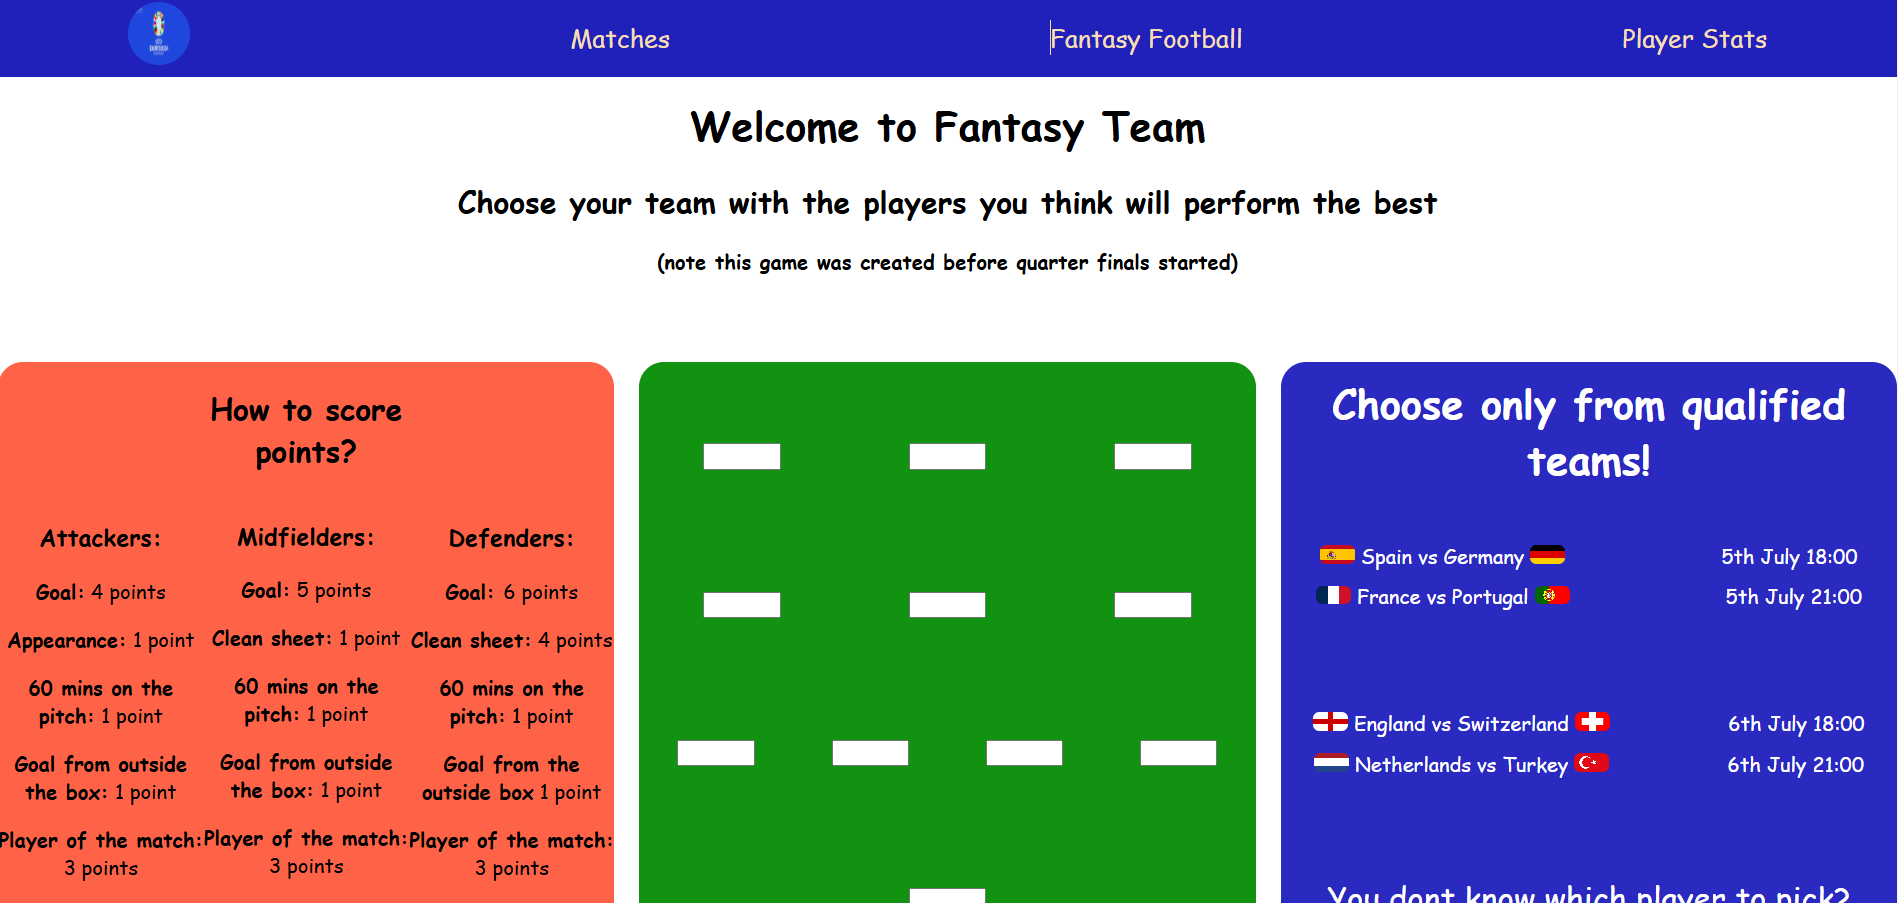 Matches
Fantasy Football
Player Stats
Welcome to Fantasy Team
Choose your team with the players you think will perform the best
(note this game was created before quarter finals started)
How to score
points?
Attackers:
Goal: 4 points
Appearance: 1 point
60 mins on the
pitch: 1 point
Goal from outside
the box: 1 point
Player of the match:
3 points
Midfielders:
Goal: 5 points
Clean sheet: 1 point
60 mins on the
pitch: 1 point
Goal from outside
the box: 1 point
Player of the match:
3 points
Defenders:
Goal: 6 points
Clean sheet: 4 points
60 mins on the
pitch: 1 point
Goal from the
outside box 1 point
Player of the match:
3 points
Choose only from qualified
teams!
Spain vs Germany
5th July 18:00
France vs Portugal
5th July 21:00
England vs Switzerland
6th July 18:00
Netherlands vs Turkey
6th July 21:00
You dont know which player to pick?